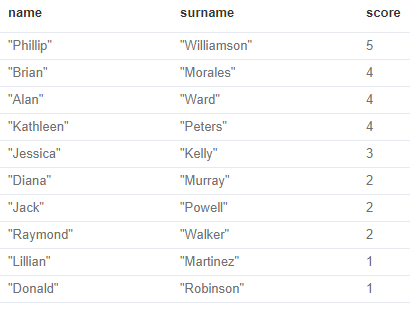 name surname score
"Phillip" "Williamson" 5
"Brian" "Morales" 4
"Alan" "Ward" 4
"Kathleen" "Peters" 4
"Jessica" "Kelly" 3
"Diana" "Murray" 2
"Jack" "Powell" 2
"Raymond" "Walker" 2
"Lillian" "Martinez" 1
"Donald" "Robinson" 1